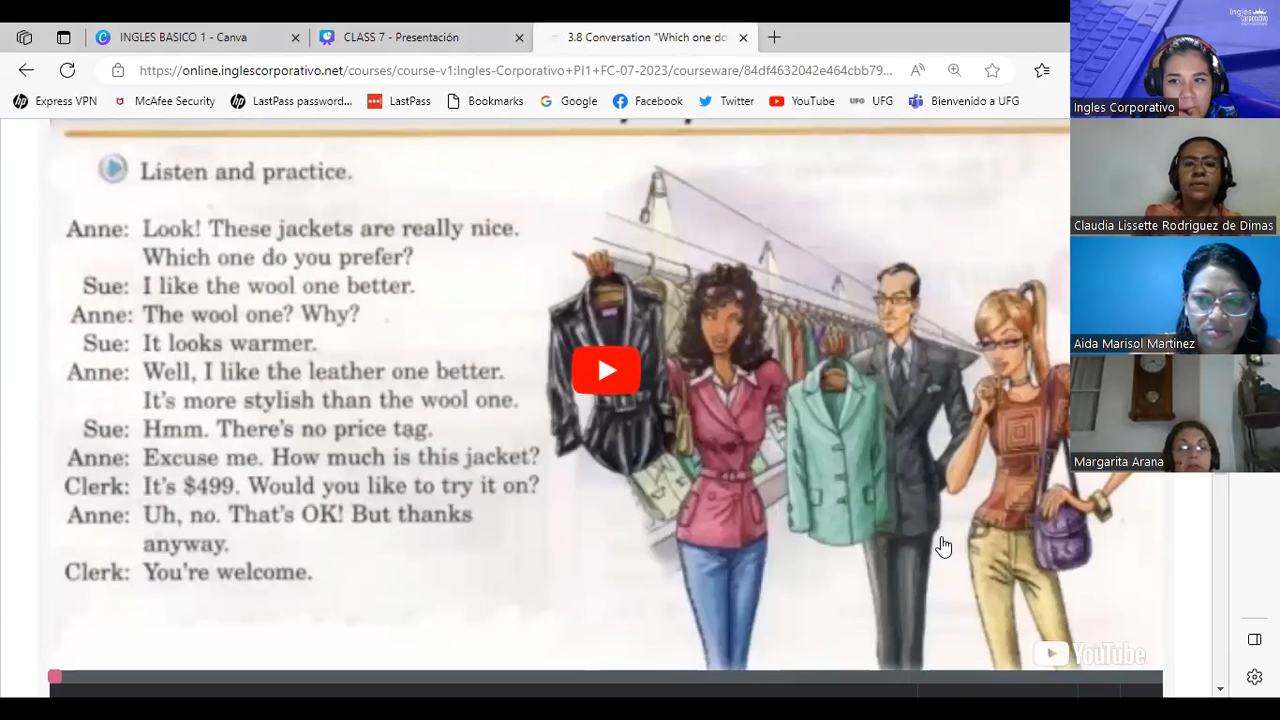 INGLES BASICO 1 - Canva
CLASS 7 - Presentación
3.8 Conversation "Which one do
https://online.inglescorporativo.net/courses/course-v1:Ingles-Corporativo+PI1+FC-07-2023/courseware/84df4632042e464cbb79...
Express VPN
McAfee Security
LastPass password...
LastPass
Bookmarks
Google
Facebook
Twitter
YouTube
UFG
Bienvenido a UFG
Listen and practice.
Anne: Look! These jackets are really nice.
Which one do you prefer?
Sue: I like the wool one better.
Anne: The wool one? Why?
Sue: It looks warmer.
Anne: Well, I like the leather one better.
It's more stylish than the wool one.
Sue: Hmm. There's no price tag.
Anne: Excuse me. How much is this jacket?
Clerk: It's $499. Would you like to try it on?
Anne: Uh, no. That's OK! But thanks
anyway.
Clerk: You're welcome.
YouTube
Inglés
corporativo
Ingles Corporativo
Claudia Lissette Rodriguez de Dimas
Aida Marisol Martinez
Margarita Arana